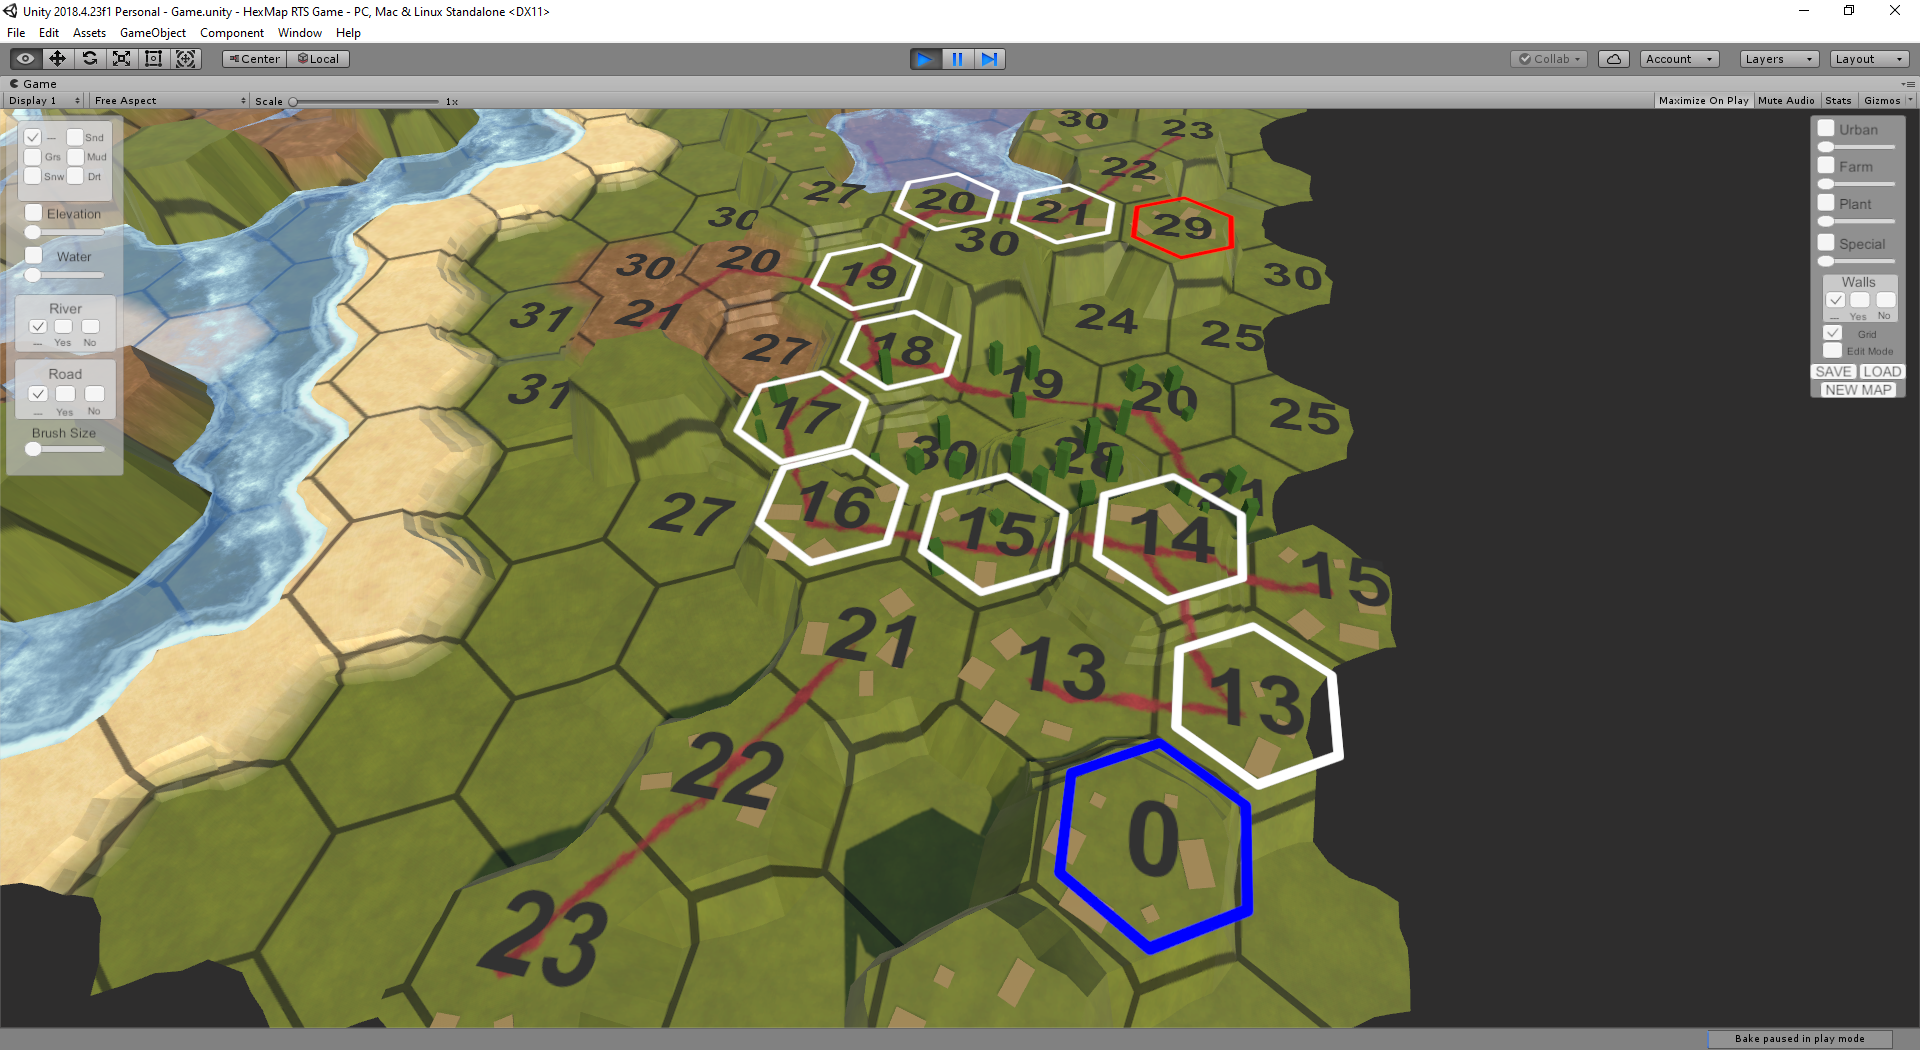 Unity 2018.4.23f1 Personal - Game.unity - HexMap RTS Game - PC, Mac & Linux Standalone <DX11>
File Edit Assets GameObject Component Window Help
Center Local Collab Account Layers Layout
Game
Display 1 Free Aspect Scale 1x Maximize On Play Mute Audio Stats Gizmos
--- Snd
Grs Mud
Snw Drt
Elevation
Water
River
--- Yes No
Road
--- Yes No
Brush Size
Urban
Farm
Plant
Special
Walls
--- Yes No
Grid
Edit Mode
SAVE LOAD
NEW MAP
30 23
22
27 20 21 29
30 30
30 20 19 30
31 21 24 25
27 18
31 19 20 25
17
30 28 21
27 16 15 14
15
21 13 13
22
0
23
Bake paused in play mode